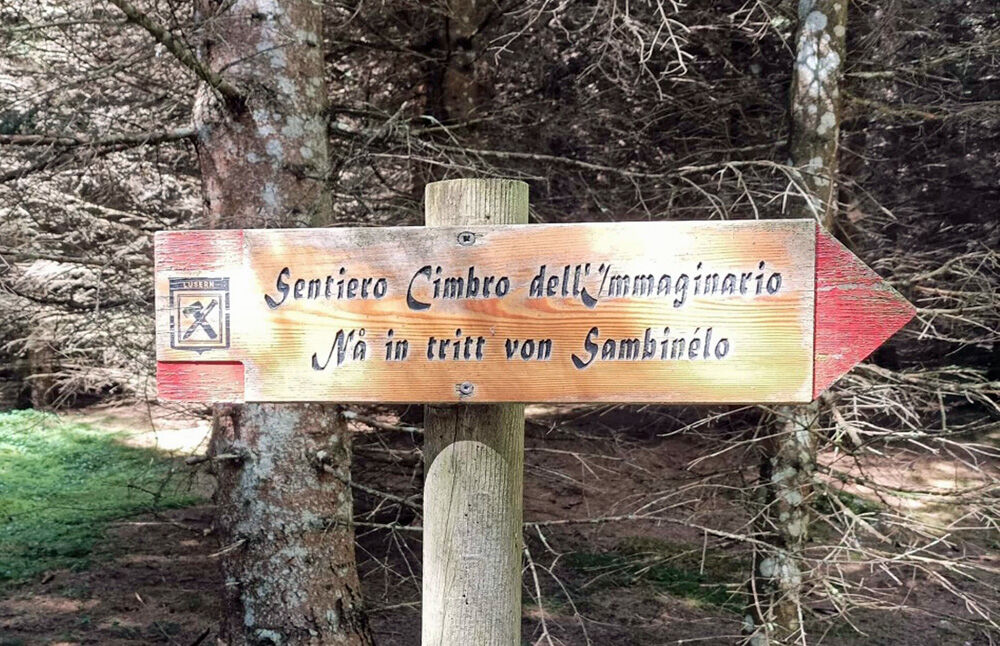 LUSERN
Sentiero Cimbro dell'Immaginario
Nå in tritt von Sambinélo